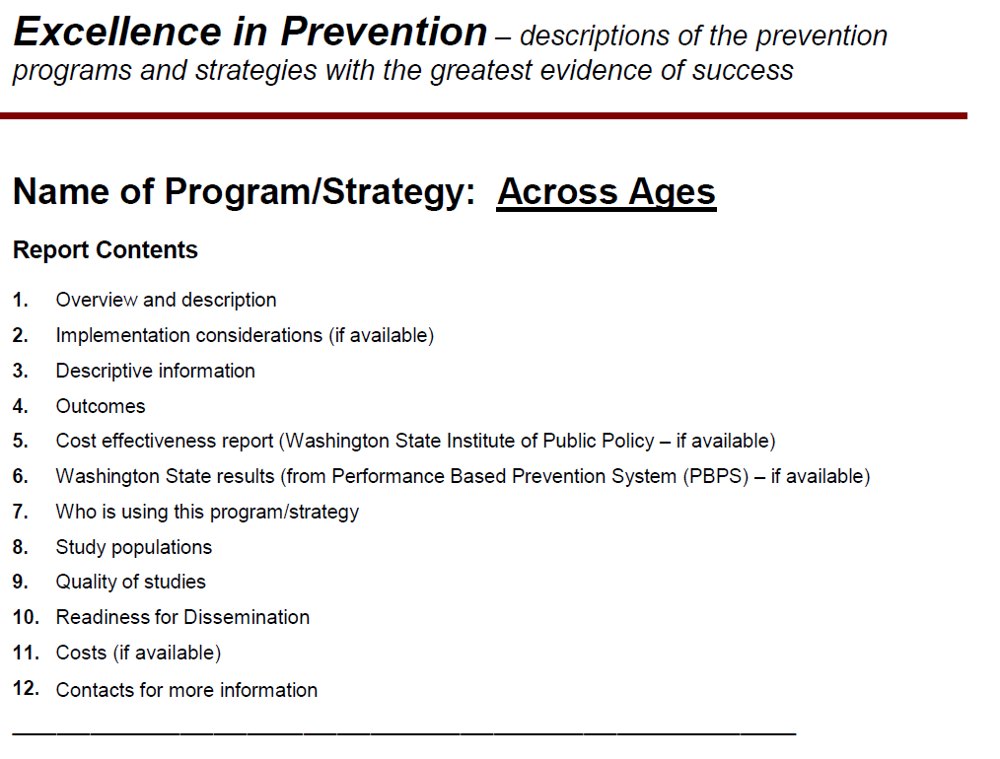 Excellence in Prevention – descriptions of the prevention
programs and strategies with the greatest evidence of success
Name of Program/Strategy: Across Ages
Report Contents
1. Overview and description
2. Implementation considerations (if available)
3. Descriptive information
4. Outcomes
5. Cost effectiveness report (Washington State Institute of Public Policy – if available)
6. Washington State results (from Performance Based Prevention System (PBPS) – if available)
7. Who is using this program/strategy
8. Study populations
9. Quality of studies
10. Readiness for Dissemination
11. Costs (if available)
12. Contacts for more information